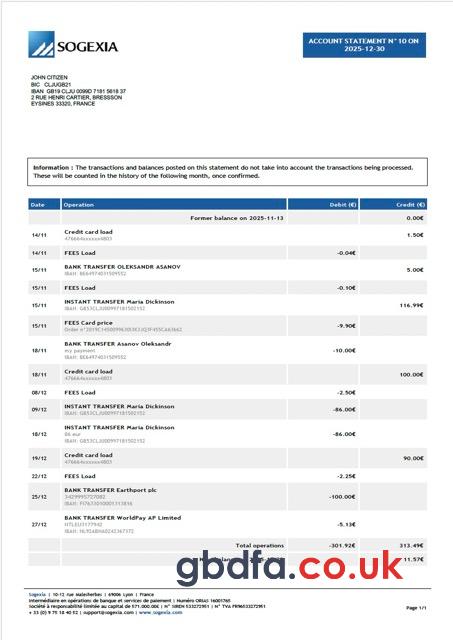 SOGEXIA
ACCOUNT STATEMENT N°10 ON
2025-12-30
JOHN CITIZEN
BIC CLJUGB21
IBAN GB19 CLJU 0099D 7181 5618 37
2 RUE HENRI CARTIER, BRESSSON
EYSINES 33320, FRANCE
Information : The transactions and balances posted on this statement do not take into account the transactions being processed.
These will be counted in the history of the following month, once confirmed.
Date Operation Debit (€) Credit (€)
Former balance on 2025-11-13 0.00€
14/11 Credit card load 1.50€
476664xxxxxx4803
14/11 FEES Load -0.04€
15/11 BANK TRANSFER OLEKSANDR ASANOV 5.00€
IBAN: BE64974031509552
15/11 FEES Load -0.10€
15/11 INSTANT TRANSFER Maria Dickinson 116.99€
IBAN: GB53CLJU00997181502152
15/11 FEES Card price -9.90€
18/11 BANK TRANSFER Asanov Oleksandr -10.00€
my payment
IBAN: BE64974031509552
18/11 Credit card load 100.00€
476664xxxxxx4803
08/12 FEES Load -2.50€
09/12 INSTANT TRANSFER Maria Dickinson -86.00€
IBAN: GB53CLJU00997181502152
18/12 INSTANT TRANSFER Maria Dickinson -86.00€
86 eur
IBAN: GB53CLJU00997181502152
19/12 Credit card load 90.00€
476664xxxxxx4803
22/12 FEES Load -2.25€
25/12 BANK TRANSFER Earthport plc -100.00€
3429995727082
27/12 BANK TRANSFER WorldPay AP Limited -5.13€
Total operations -301.92€ 313.49€
11.57€
gbdfa.co.uk
Sogexia | 10-12 rue Malesherbes | 69006 Lyon | France
Intermédiaire en opérations de banque et services de paiement | Numéro ORIAS 16001765
Société à responsabilité limitée au capital de 571.000.00€ | N° SIREN 533272951 | N° TVA FR96533272951
+ 33 (0) 9 75 18 40 52 | support@sogexia.com | www.sogexia.com
Page 1/1